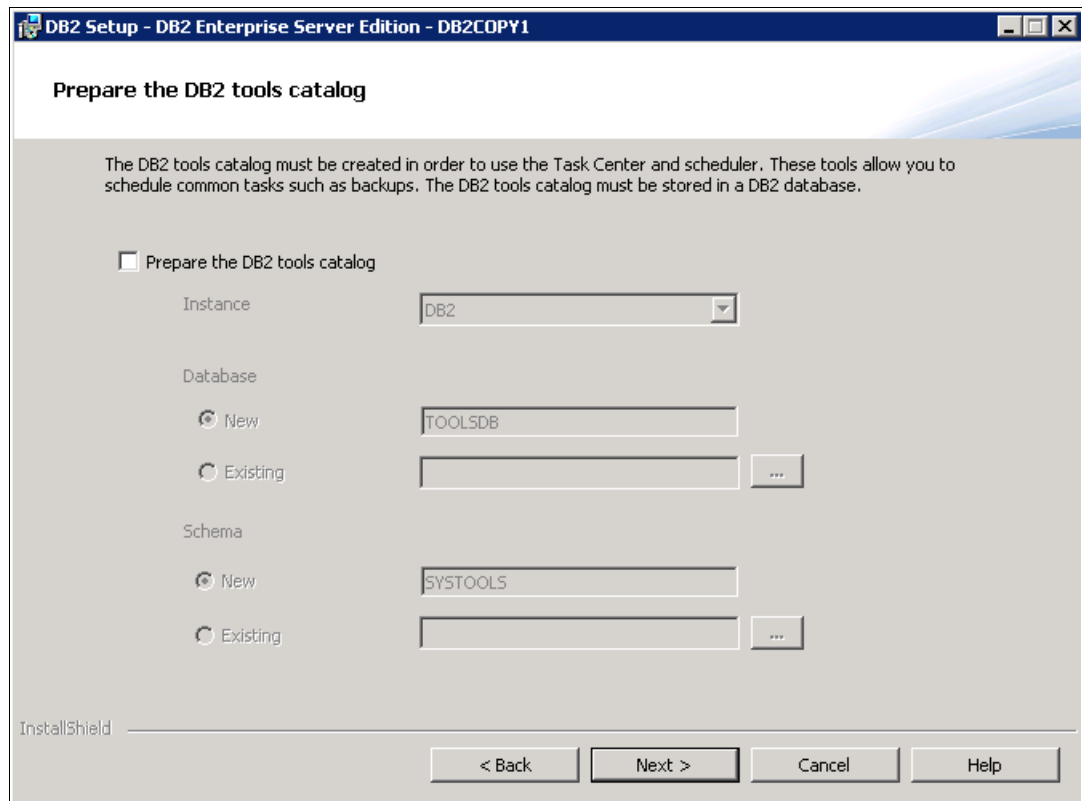 DB2 Setup - DB2 Enterprise Server Edition - DB2COPY1
Prepare the DB2 tools catalog
The DB2 tools catalog must be created in order to use the Task Center and scheduler. These tools allow you to
schedule common tasks such as backups. The DB2 tools catalog must be stored in a DB2 database.
Prepare the DB2 tools catalog
Instance
DB2
Database
New
TOOLSDB
Existing
...
Schema
New
SYSTOOLS
Existing
...
InstallShield
< Back
Next >
Cancel
Help